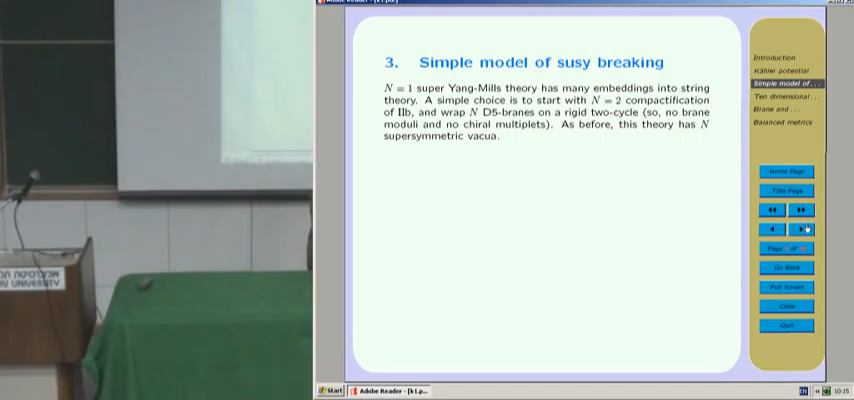 3. Simple model of susy breaking
N = 1 super Yang-Mills theory has many embeddings into string
theory. A simple choice is to start with N = 2 compactification
of IIb, and wrap N D5-branes on a rigid two-cycle (so, no brane
moduli and no chiral multiplets). As before, this theory has N
supersymmetric vacua.
Introduction
Kähler potential
Simple model of...
Ten dimensional...
Brane and...
Balanced metrics
Home Page
Title Page
Page of
Go Back
Full Screen
Close
Quit
UNIVERSITY
Start
Adobe Reader - [k1.p...
EN
10:15